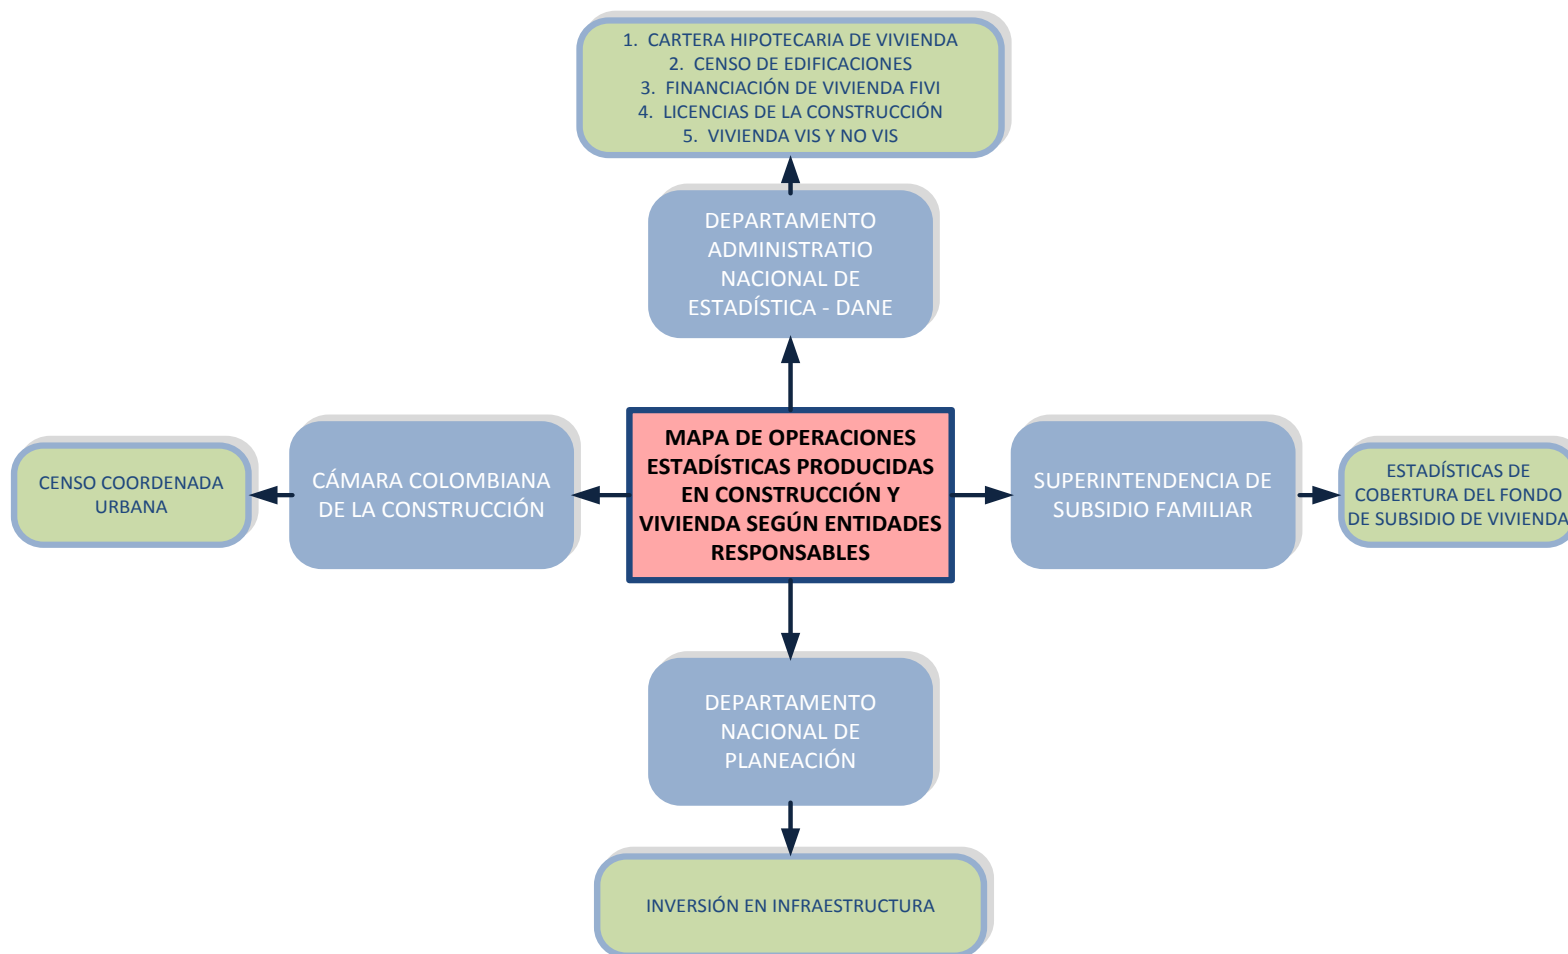 1. CARTERA HIPOTECARIA DE VIVIENDA
2. CENSO DE EDIFICACIONES
3. FINANCIACIÓN DE VIVIENDA FIVI
4. LICENCIAS DE LA CONSTRUCCIÓN
5. VIVIENDA VIS Y NO VIS
DEPARTAMENTO
ADMINISTRATIO
NACIONAL DE
ESTADÍSTICA - DANE
CENSO COORDENADA
URBANA
CÁMARA COLOMBIANA
DE LA CONSTRUCCIÓN
MAPA DE OPERACIONES
ESTADÍSTICAS PRODUCIDAS
EN CONSTRUCCIÓN Y
VIVIENDA SEGÚN ENTIDADES
RESPONSABLES
SUPERINTENDENCIA DE
SUBSIDIO FAMILIAR
ESTADÍSTICAS DE
COBERTURA DEL FONDO
DE SUBSIDIO DE VIVIENDA
DEPARTAMENTO
NACIONAL DE
PLANEACIÓN
INVERSIÓN EN INFRAESTRUCTURA